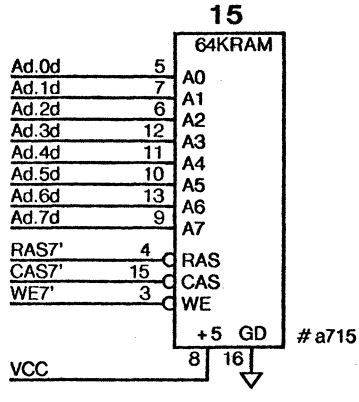 15
64KRAM
Ad.0d 5 A0
Ad.1d 7 A1
Ad.2d 6 A2
Ad.3d 12 A3
Ad.4d 11 A4
Ad.5d 10 A5
Ad.6d 13 A6
Ad.7d 9 A7
RAS7' 4 RAS
CAS7' 15 CAS
WE7' 3 WE
+5 GD # a715
8 16
VCC